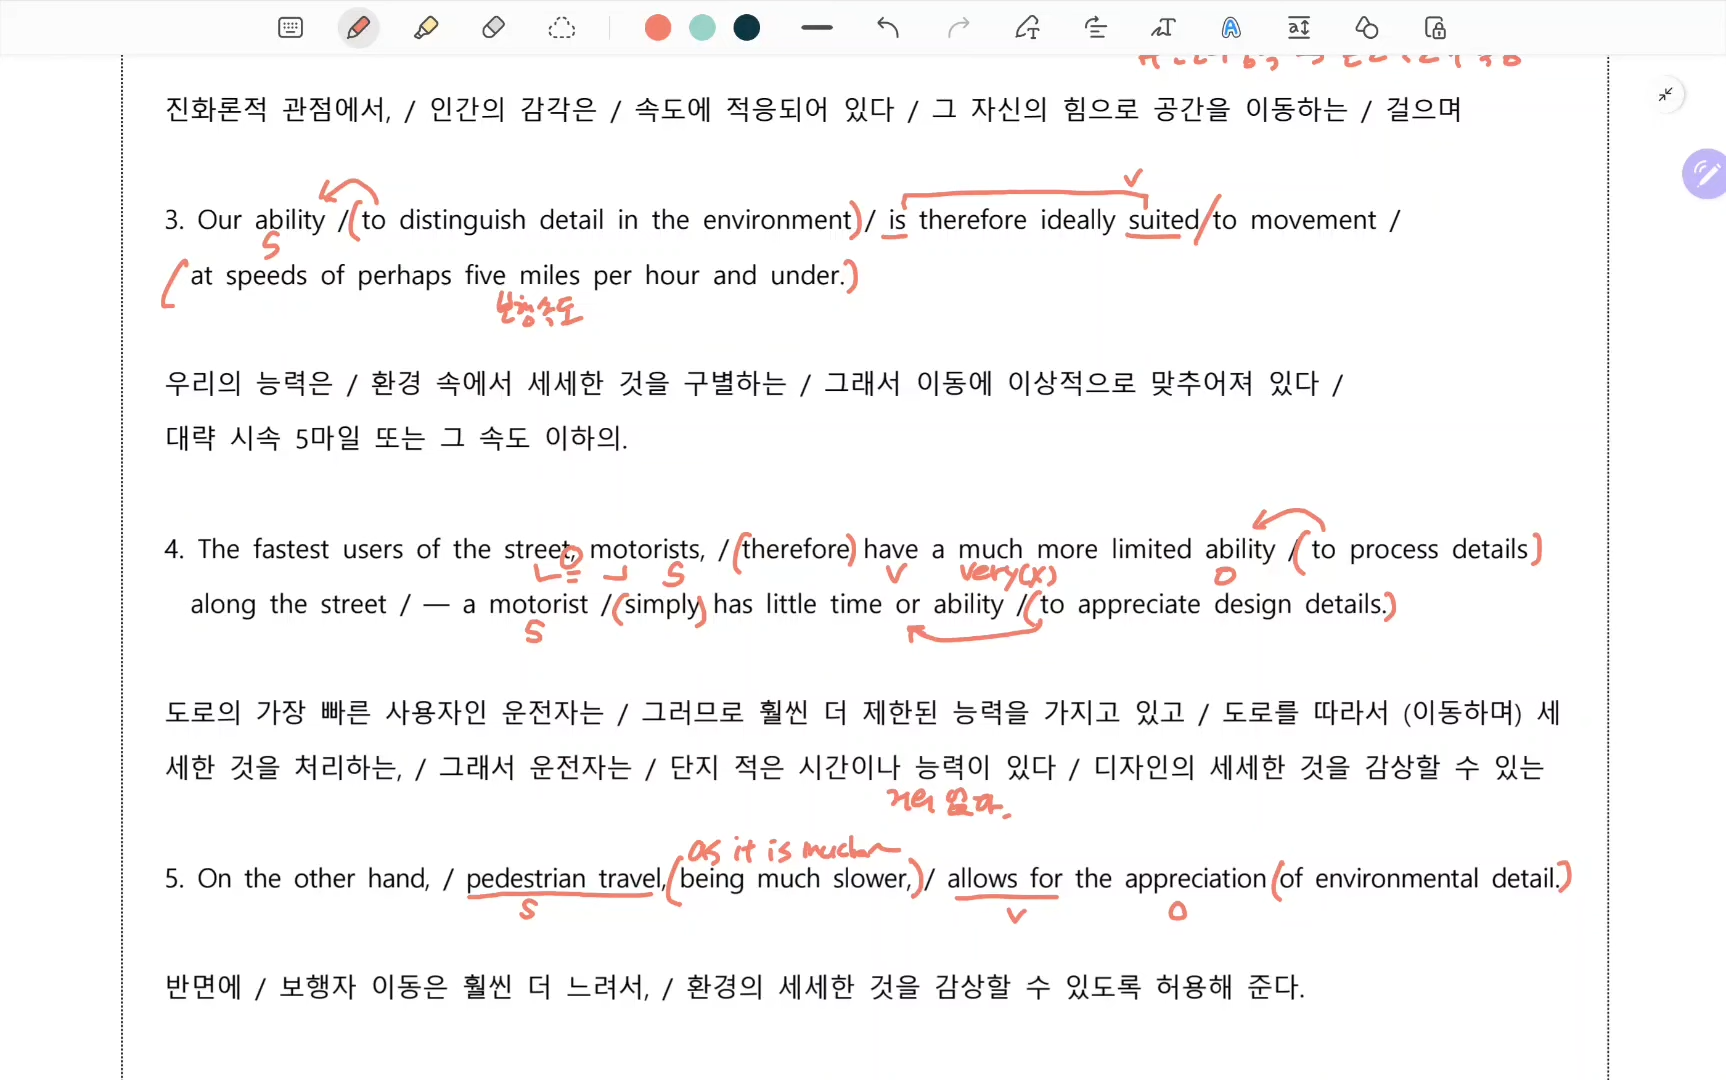 진화론적 관점에서, / 인간의 감각은 / 속도에 적응되어 있다 / 그 자신의 힘으로 공간을 이동하는 / 걸으며
v
3. Our ability / (to distinguish detail in the environment) / is therefore ideally suited / to movement /
S
(at speeds of perhaps five miles per hour and under.)
보행속도
우리의 능력은 / 환경 속에서 세세한 것을 구별하는 / 그래서 이동에 이상적으로 맞추어져 있다 /
대략 시속 5마일 또는 그 속도 이하의.
4. The fastest users of the street, motorists, / (therefore) have a much more limited ability / (to process details)
S v very(x) O
along the street / — a motorist / (simply) has little time or ability / (to appreciate design details.)
S
도로의 가장 빠른 사용자인 운전자는 / 그러므로 훨씬 더 제한된 능력을 가지고 있고 / 도로를 따라서 (이동하며) 세
세한 것을 처리하는, / 그래서 운전자는 / 단지 적은 시간이나 능력이 있다 / 디자인의 세세한 것을 감상할 수 있는
거의 없다.
as it is much
5. On the other hand, / pedestrian travel, (being much slower,) / allows for the appreciation (of environmental detail.)
S v O
반면에 / 보행자 이동은 훨씬 더 느려서, / 환경의 세세한 것을 감상할 수 있도록 허용해 준다.